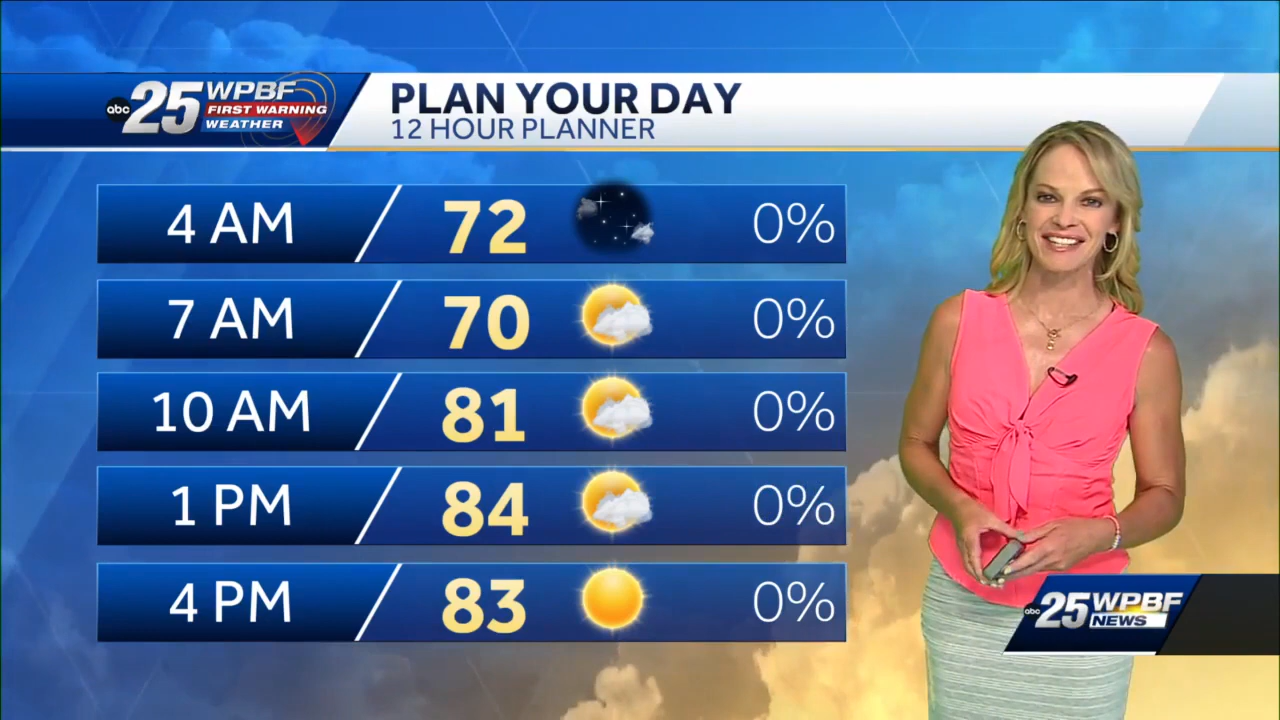 abc 25 WPBF
FIRST WARNING
WEATHER
PLAN YOUR DAY
12 HOUR PLANNER
4 AM 72 0%
7 AM 70 0%
10 AM 81 0%
1 PM 84 0%
4 PM 83 0%
abc 25 WPBF
NEWS